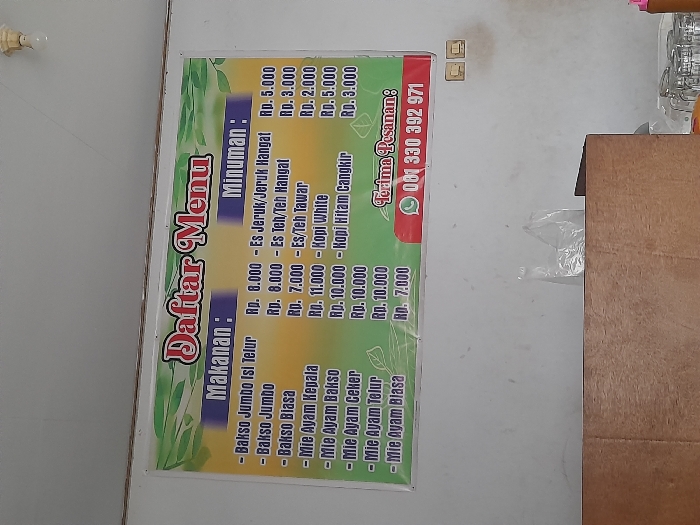 Daftar Menu
Makanan :
- Bakso Jumbo Isi Telur Rp. 8.000
- Bakso Jumbo Rp. 8.000
- Bakso Biasa Rp. 7.000
- Mie Ayam Kepala Rp. 11.000
- Mie Ayam Bakso Rp. 10.000
- Mie Ayam Ceker Rp. 10.000
- Mie Ayam Telur Rp. 10.000
- Mie Ayam Biasa Rp. 7.000
Minuman :
- Es Jeruk/Jeruk Hangat Rp. 5.000
- Es Teh/Teh Hangat Rp. 3.000
- Es/Teh Tawar Rp. 2.000
- Kopi White Rp. 5.000
- Kopi Hitam Cangkir Rp. 3.000
Terima Pesanan :
081 330 392 971